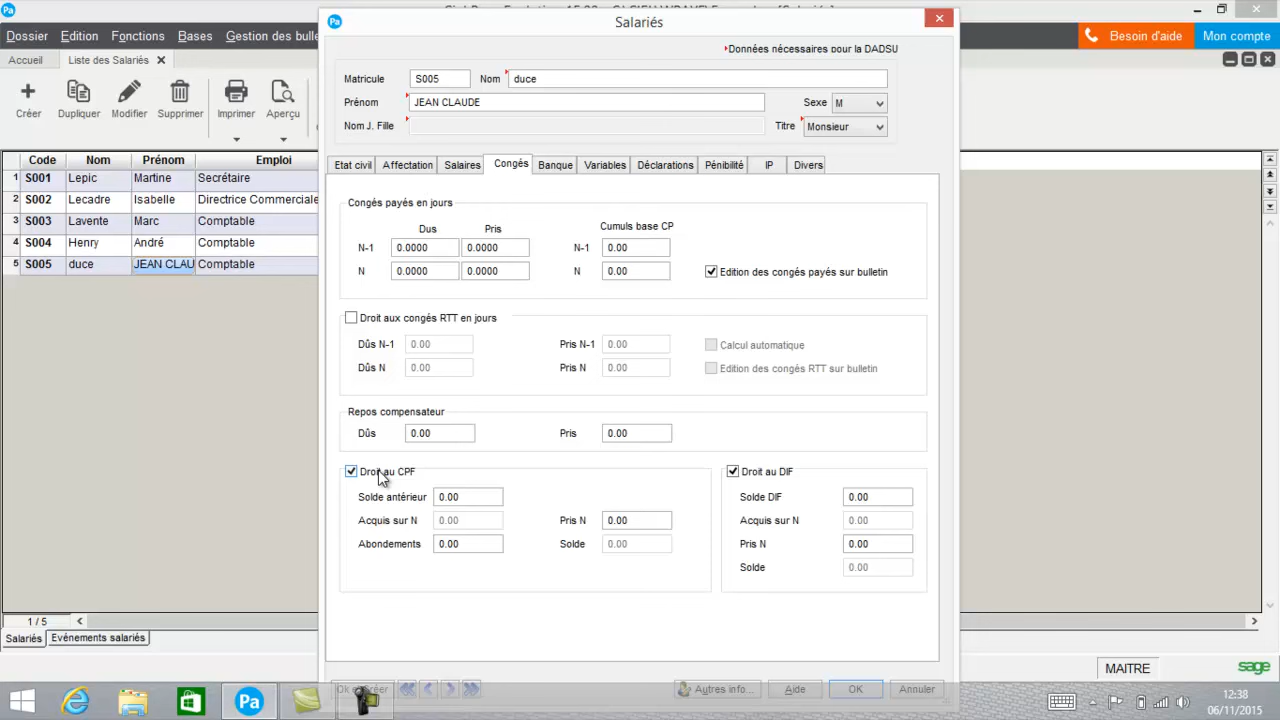 Salariés
Dossier Edition Fonctions Bases Gestion des bulle Besoin d'aide Mon compte
Accueil Liste des Salariés
Créer Dupliquer Modifier Supprimer Imprimer Aperçu
Code Nom Prénom Emploi
1 S001 Lepic Martine Secrétaire
2 S002 Lecadre Isabelle Directrice Commerciale
3 S003 Lavente Marc Comptable
4 S004 Henry André Comptable
5 S005 duce JEAN CLAU Comptable
1 / 5
Salariés Evénements salariés
Données nécessaires pour la DADSU
Matricule S005 Nom duce
Prénom JEAN CLAUDE Sexe M
Nom J. Fille Titre Monsieur
Etat civil Affectation Salaires Congés Banque Variables Déclarations Pénibilité IP Divers
Congés payés en jours
Dus Pris Cumuls base CP
N-1 0.0000 0.0000 N-1 0.00
N 0.0000 0.0000 N 0.00 Edition des congés payés sur bulletin
Droit aux congés RTT en jours
Dûs N-1 0.00 Pris N-1 0.00 Calcul automatique
Dûs N 0.00 Pris N 0.00 Edition des congés RTT sur bulletin
Repos compensateur
Dûs 0.00 Pris 0.00
Droit au CPF Droit au DIF
Solde antérieur 0.00 Solde DIF 0.00
Acquis sur N 0.00 Pris N 0.00 Acquis sur N 0.00
Abondements 0.00 Solde 0.00 Pris N 0.00
Solde 0.00
Ok et Créer Autres info... Aide OK Annuler
MAITRE sage
Pa
12:38
06/11/2015